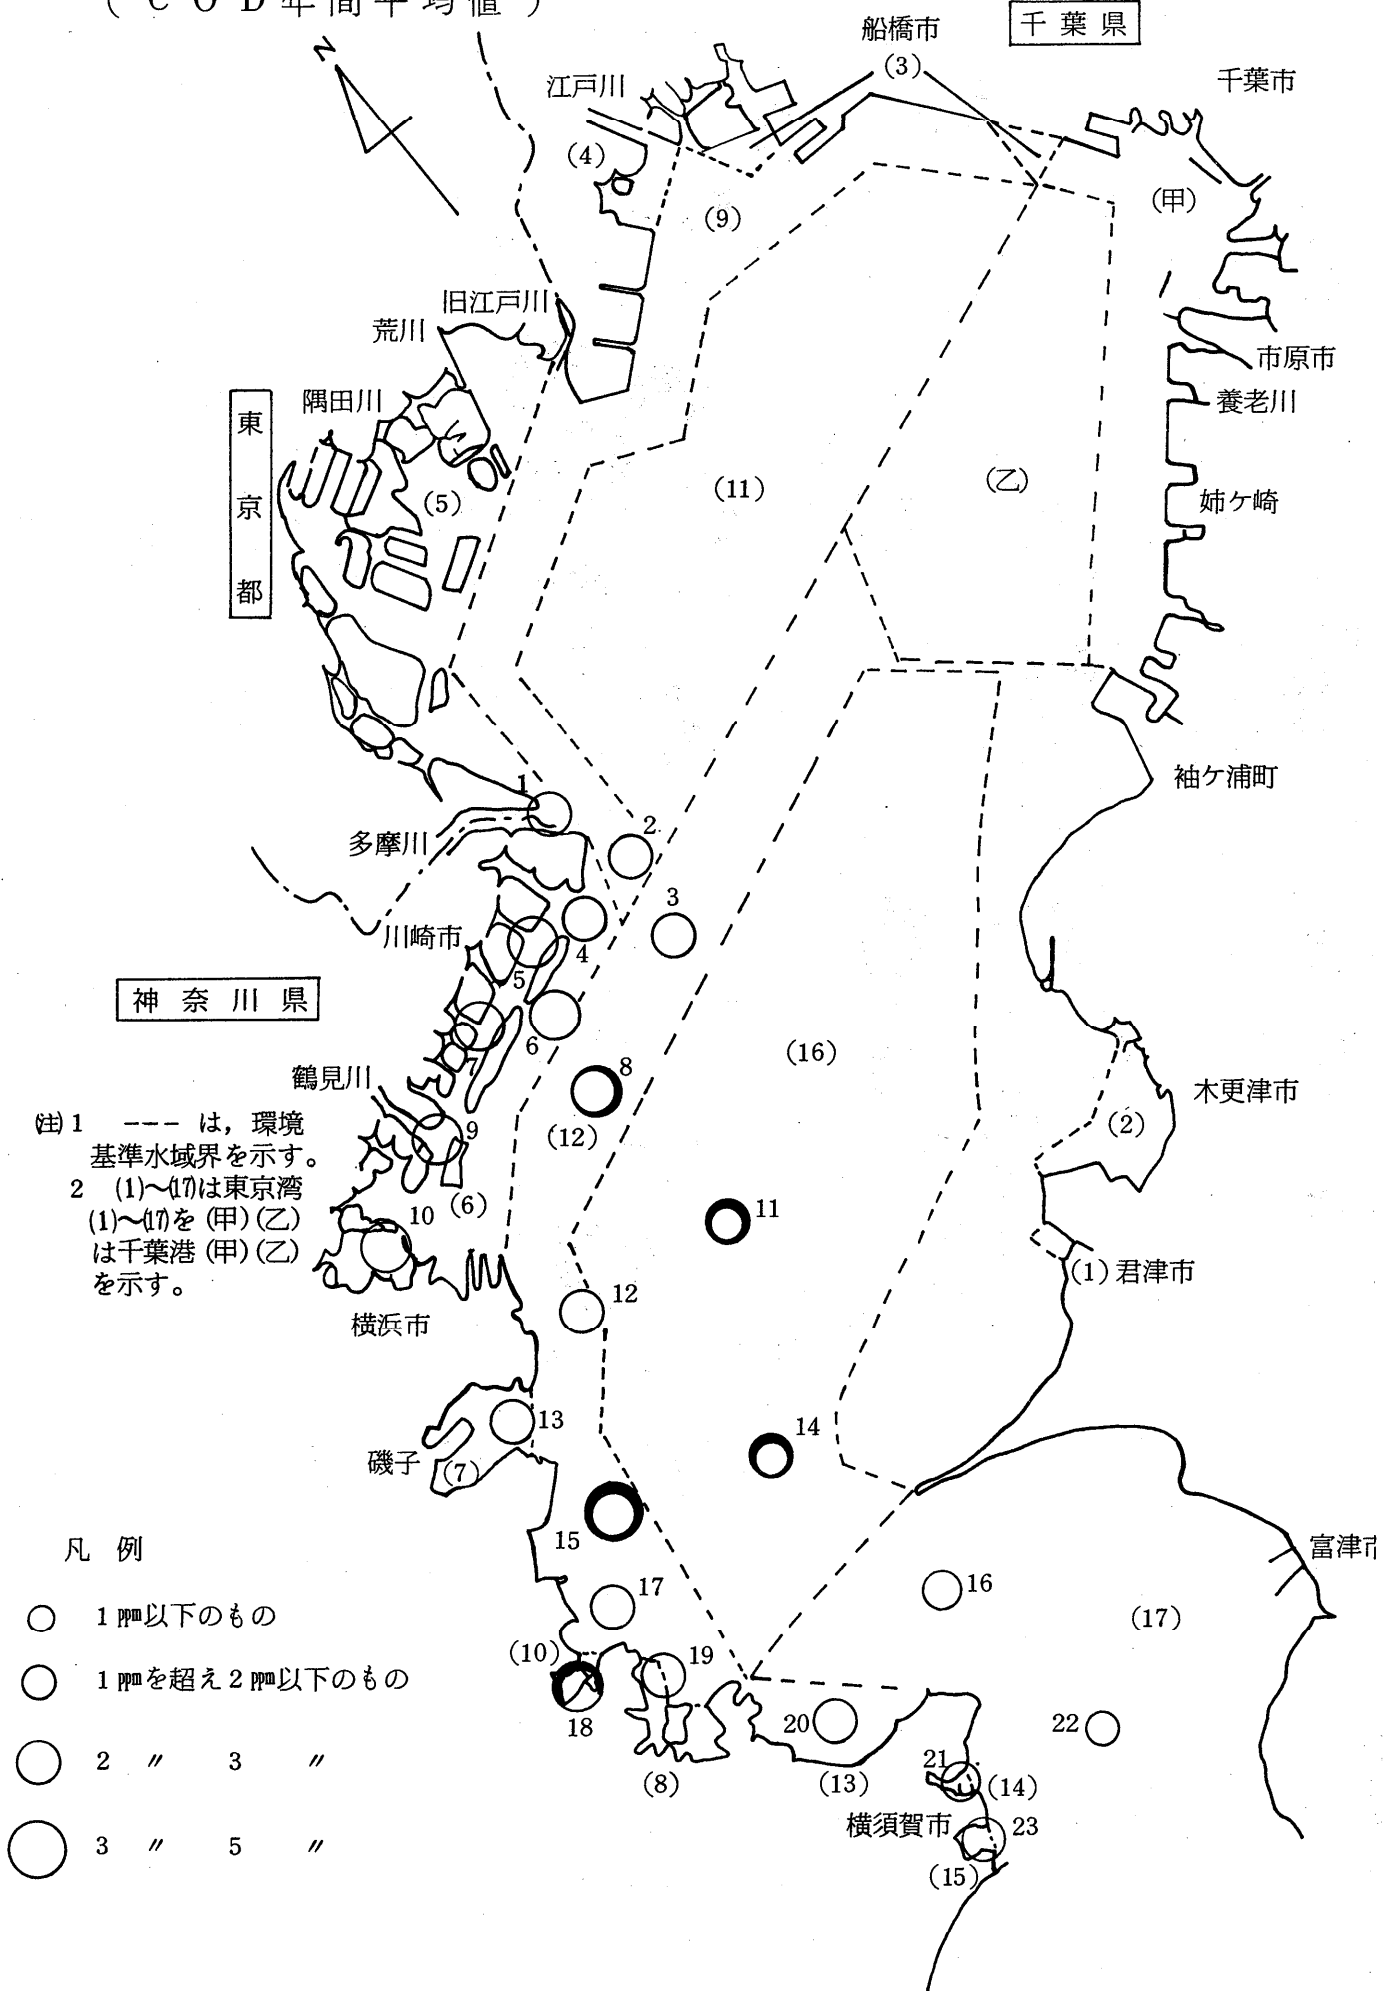 （ＣＯＤ年間平均値）
千葉県
船橋市
(3)
千葉市
N
江戸川
(4)
(甲)
(9)
旧江戸川
荒川
市原市
隅田川
養老川
東京都
(5)
(11)
(乙)
姉ケ崎
袖ケ浦町
1
多摩川
2
3
川崎市
4
5
神奈川県
6
(16)
7
8
鶴見川
木更津市
(注) 1　--- は，環境
基準水域界を示す。
2　(1)～(17)は東京湾
(1)～(17)を (甲)(乙)
は千葉港 (甲)(乙)
を示す。
9
(12)
(2)
(6)
10
11
(1) 君津市
12
横浜市
13
14
磯子
(7)
15
凡 例
富津市
16
17
(17)
1 ㏙以下のもの
(10)
19
1 ㏙を超え 2 ㏙以下のもの
18
20
22
2 〃 3 〃
21
(8)
(13)
(14)
横須賀市
23
3 〃 5 〃
(15)